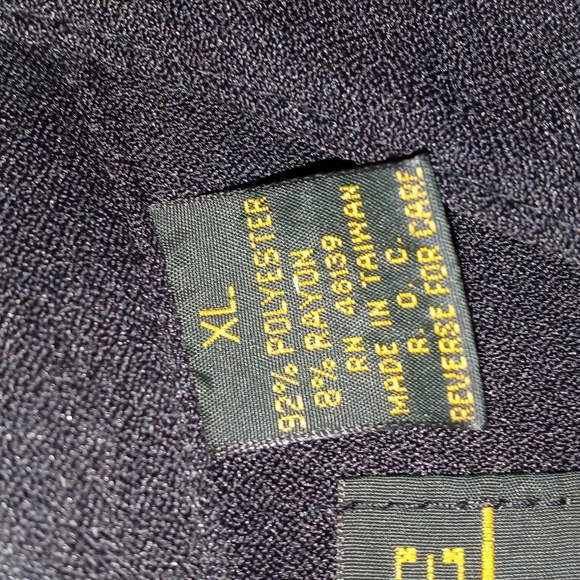 XL
92% POLYESTER
8% RAYON
RN 46139
MADE IN TAIWAN
R. O. C.
REVERSE FOR CARE